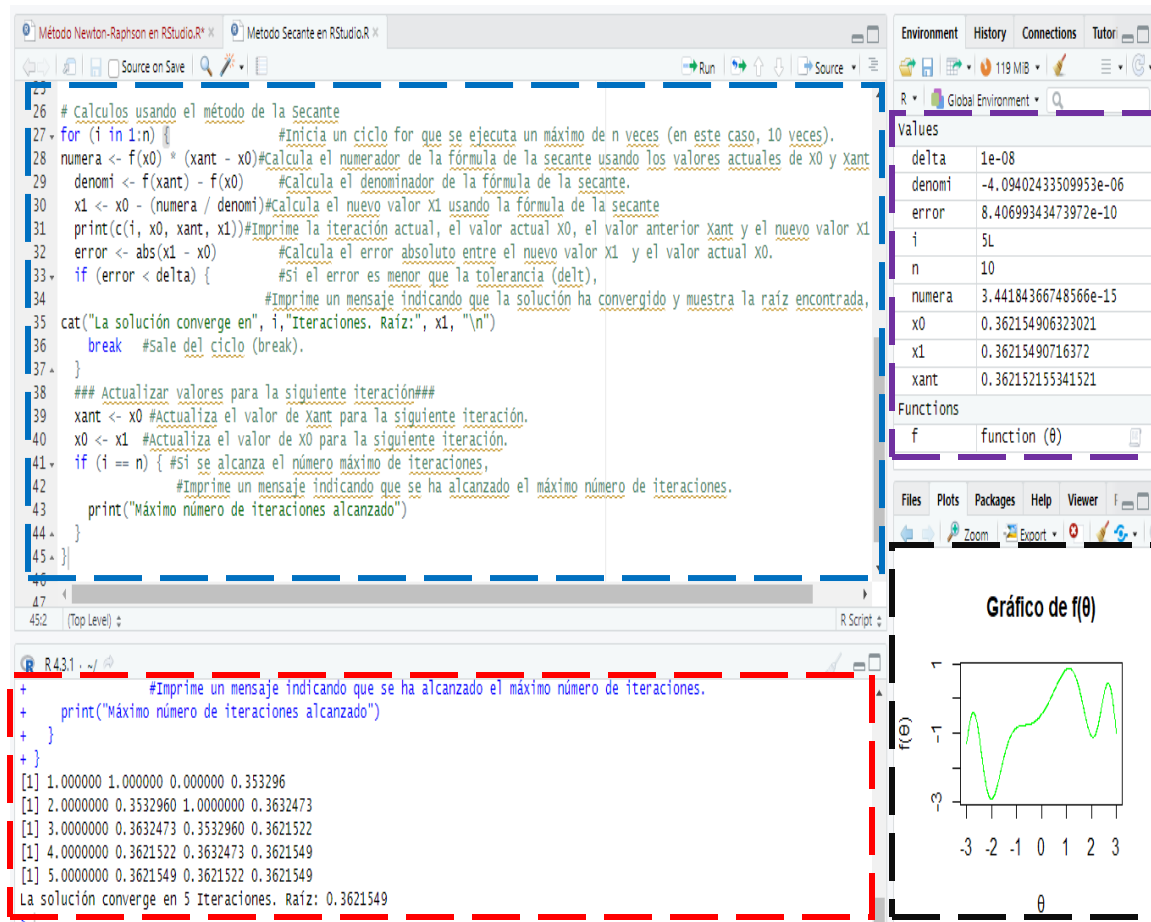 Método Newton-Raphson en RStudio.R*
Metodo Secante en RStudio.R
Source on Save
Run
Source
26 # Calculos usando el método de la Secante
27 for (i in 1:n) { #Inicia un ciclo for que se ejecuta un máximo de n veces (en este caso, 10 veces).
28 numera <- f(x0) * (xant - x0)#Calcula el numerador de la fórmula de la secante usando los valores actuales de X0 y Xant
29 denomi <- f(xant) - f(x0) #Calcula el denominador de la fórmula de la secante.
30 x1 <- x0 - (numera / denomi)#Calcula el nuevo valor X1 usando la fórmula de la secante
31 print(c(i, x0, xant, x1))#Imprime la iteración actual, el valor actual X0, el valor anterior Xant y el nuevo valor X1
32 error <- abs(x1 - x0) #Calcula el error absoluto entre el nuevo valor X1 y el valor actual X0.
33 if (error < delta) { #Si el error es menor que la tolerancia (delt),
34 #Imprime un mensaje indicando que la solución ha convergido y muestra la raíz encontrada,
35 cat("La solución converge en", i,"Iteraciones. Raíz:", x1, "\n")
36 break #Sale del ciclo (break).
37 }
38 ### Actualizar valores para la siguiente iteración###
39 xant <- x0 #Actualiza el valor de Xant para la siguiente iteración.
40 x0 <- x1 #Actualiza el valor de X0 para la siguiente iteración.
41 if (i == n) { #Si se alcanza el número máximo de iteraciones,
42 #Imprime un mensaje indicando que se ha alcanzado el máximo número de iteraciones.
43 print("Máximo número de iteraciones alcanzado")
44 }
45 }
47
45:2 (Top Level) R Script
R 4.3.1 · ~/
+ #Imprime un mensaje indicando que se ha alcanzado el máximo número de iteraciones.
+ print("Máximo número de iteraciones alcanzado")
+ }
+ }
[1] 1.000000 1.000000 0.000000 0.353296
[1] 2.0000000 0.3532960 1.0000000 0.3632473
[1] 3.0000000 0.3632473 0.3532960 0.3621522
[1] 4.0000000 0.3621522 0.3632473 0.3621549
[1] 5.0000000 0.3621549 0.3621522 0.3621549
La solución converge en 5 Iteraciones. Raíz: 0.3621549
Environment History Connections Tutori
119 MiB
R Global Environment
Values
delta 1e-08
denomi -4.09402433509953e-06
error 8.40699343473972e-10
i 5L
n 10
numera 3.44184366748566e-15
x0 0.362154906323021
x1 0.36215490716372
xant 0.362152155341521
Functions
f function (θ)
Files Plots Packages Help Viewer
Zoom Export
Gráfico de f(θ)
f(θ)
1
-1
-3
-3 -2 -1 0 1 2 3
θ